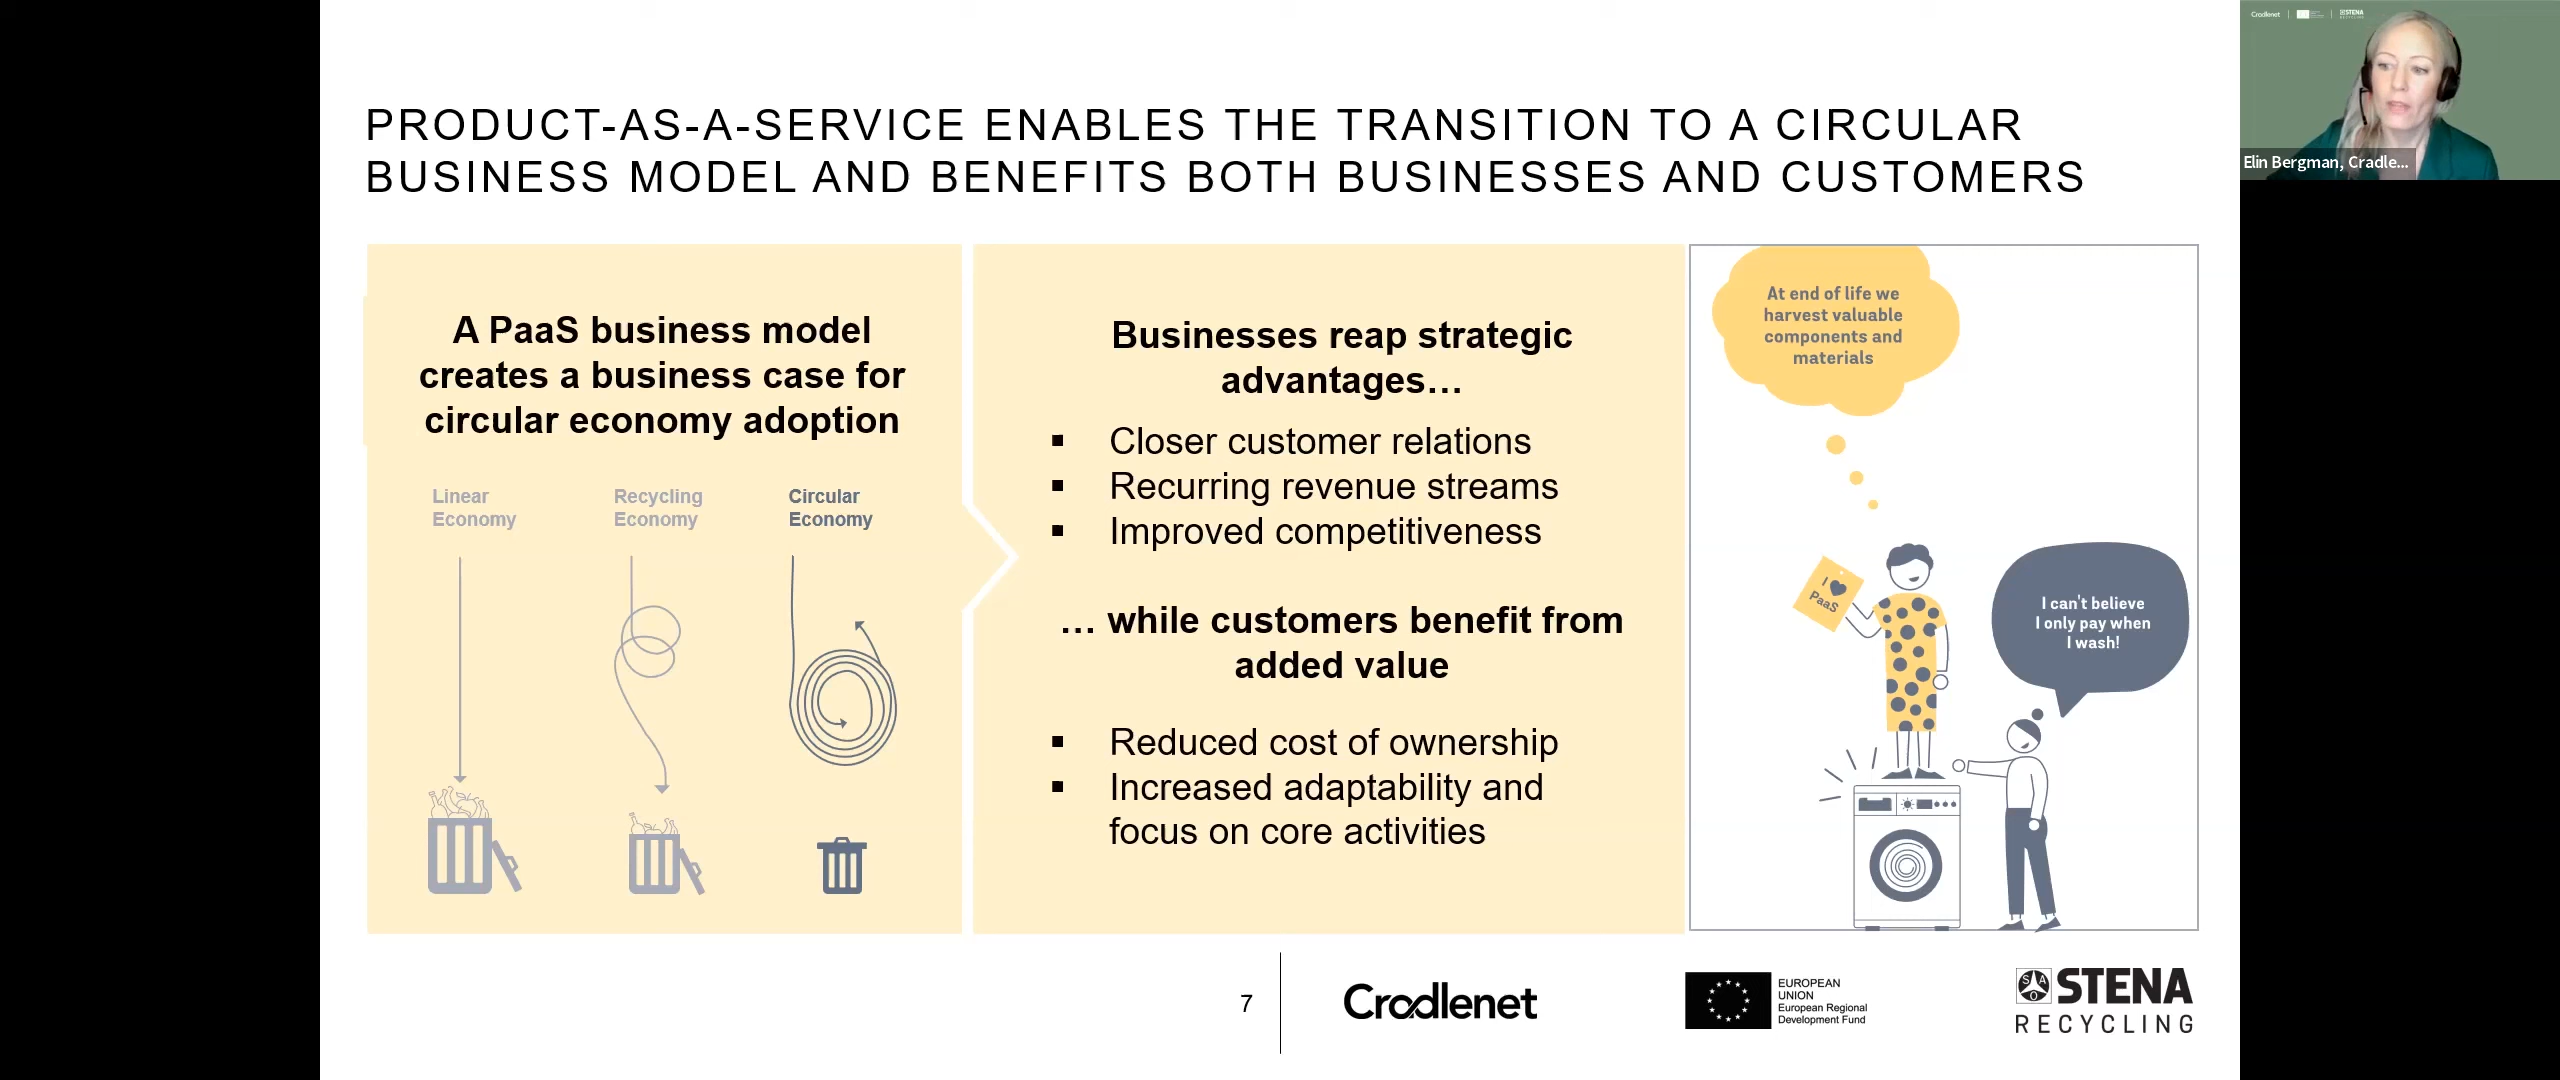 PRODUCT-AS-A-SERVICE ENABLES THE TRANSITION TO A CIRCULAR
BUSINESS MODEL AND BENEFITS BOTH BUSINESSES AND CUSTOMERS
A PaaS business model
creates a business case for
circular economy adoption
Linear
Economy
Recycling
Economy
Circular
Economy
Businesses reap strategic
advantages…
▪ Closer customer relations
▪ Recurring revenue streams
▪ Improved competitiveness
… while customers benefit from
added value
▪ Reduced cost of ownership
▪ Increased adaptability and
focus on core activities
At end of life we
harvest valuable
components and
materials
I ♥
PaaS
I can't believe
I only pay when
I wash!
7
Cradlenet
EUROPEAN
UNION
European Regional
Development Fund
S A O
STENA
RECYCLING
Cradlenet
STENA
RECYCLING
Elin Bergman, Cradle...